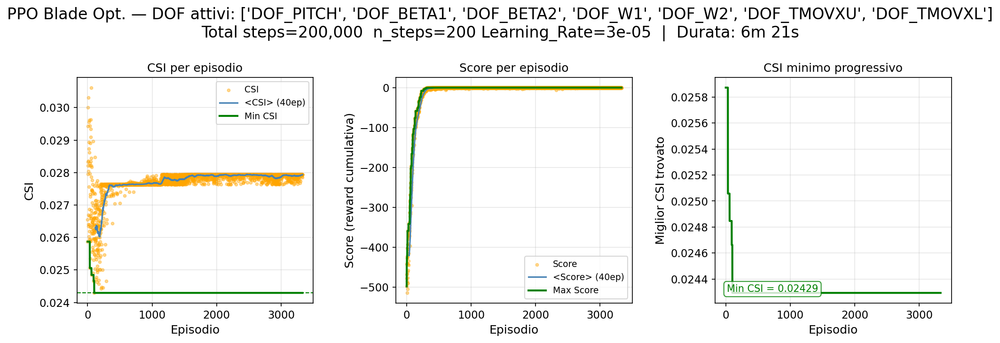 PPO Blade Opt. — DOF attivi: ['DOF_PITCH', 'DOF_BETA1', 'DOF_BETA2', 'DOF_W1', 'DOF_W2', 'DOF_TMOVXU', 'DOF_TMOVXL']
Total steps=200,000  n_steps=200 Learning_Rate=3e-05  |  Durata: 6m 21s
CSI per episodio
CSI
0.030
0.029
0.028
0.027
0.026
0.025
0.024
0
1000
2000
3000
Episodio
CSI
<CSI> (40ep)
Min CSI
Score per episodio
Score (reward cumulativa)
0
−100
−200
−300
−400
−500
0
1000
2000
3000
Episodio
Score
<Score> (40ep)
Max Score
CSI minimo progressivo
Miglior CSI trovato
0.0258
0.0256
0.0254
0.0252
0.0250
0.0248
0.0246
0.0244
Min CSI = 0.02429
0
1000
2000
3000
Episodio